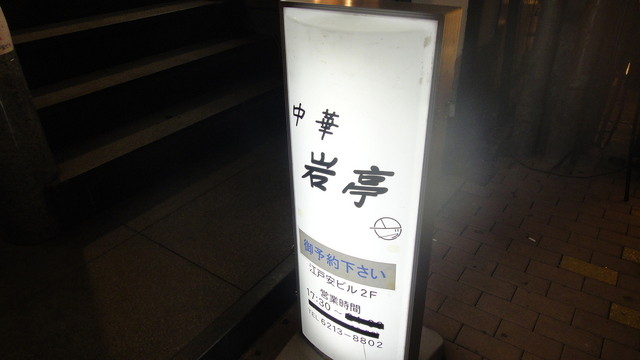 中華
岩亭
御予約下さい
江戸安ビル2F
営業時間
17:30～
TEL 6213-8802